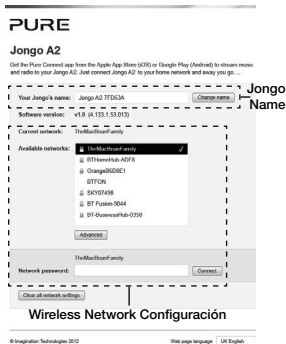 PURE
Jongo A2
Get the Pure Connect app from the Apple App Store (iOS) or Google Play (Android) to stream music
and radio to your Jongo A2. Just connect Jongo A2 to your home network and away you go.....
Your Jongo's name: Jongo A2 7FD63A Change name
Jongo
Name
Software version: v1.0 (4.133.1.53.013)
Current network: TheMacBeanFamily
Available networks: TheMacBeanFamily ✓
BTHomeHub-ADF8
OrangeB6D8E1
BTFON
SKY07498
BT Fusion-9044
BT-BusinessHub-0358
Advanced
TheMacBeanFamily
Network password: Connect
Clear all network settings
Wireless Network Configuración
© Imagination Technologies 2012 Web page language UK English